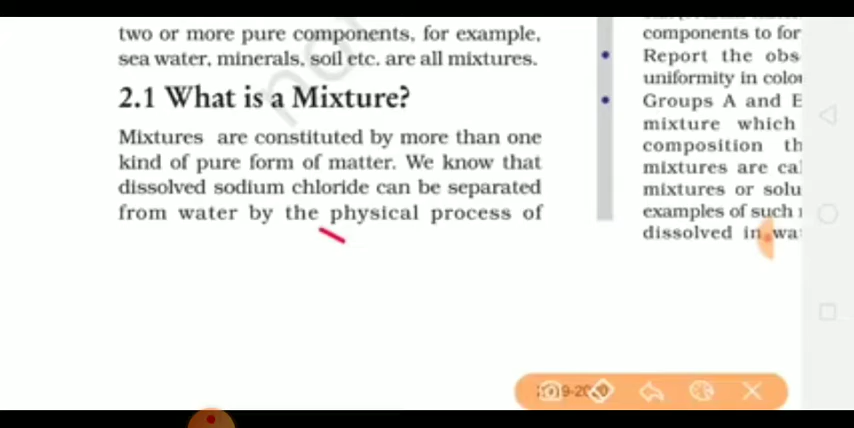 two or more pure components, for example,
sea water, minerals, soil etc. are all mixtures.
2.1 What is a Mixture?
Mixtures are constituted by more than one
kind of pure form of matter. We know that
dissolved sodium chloride can be separated
from water by the physical process of
components to for
• Report the obs
uniformity in colo
• Groups A and
mixture which
composition th
mixtures are ca
mixtures or solu
examples of such
dissolved in wa